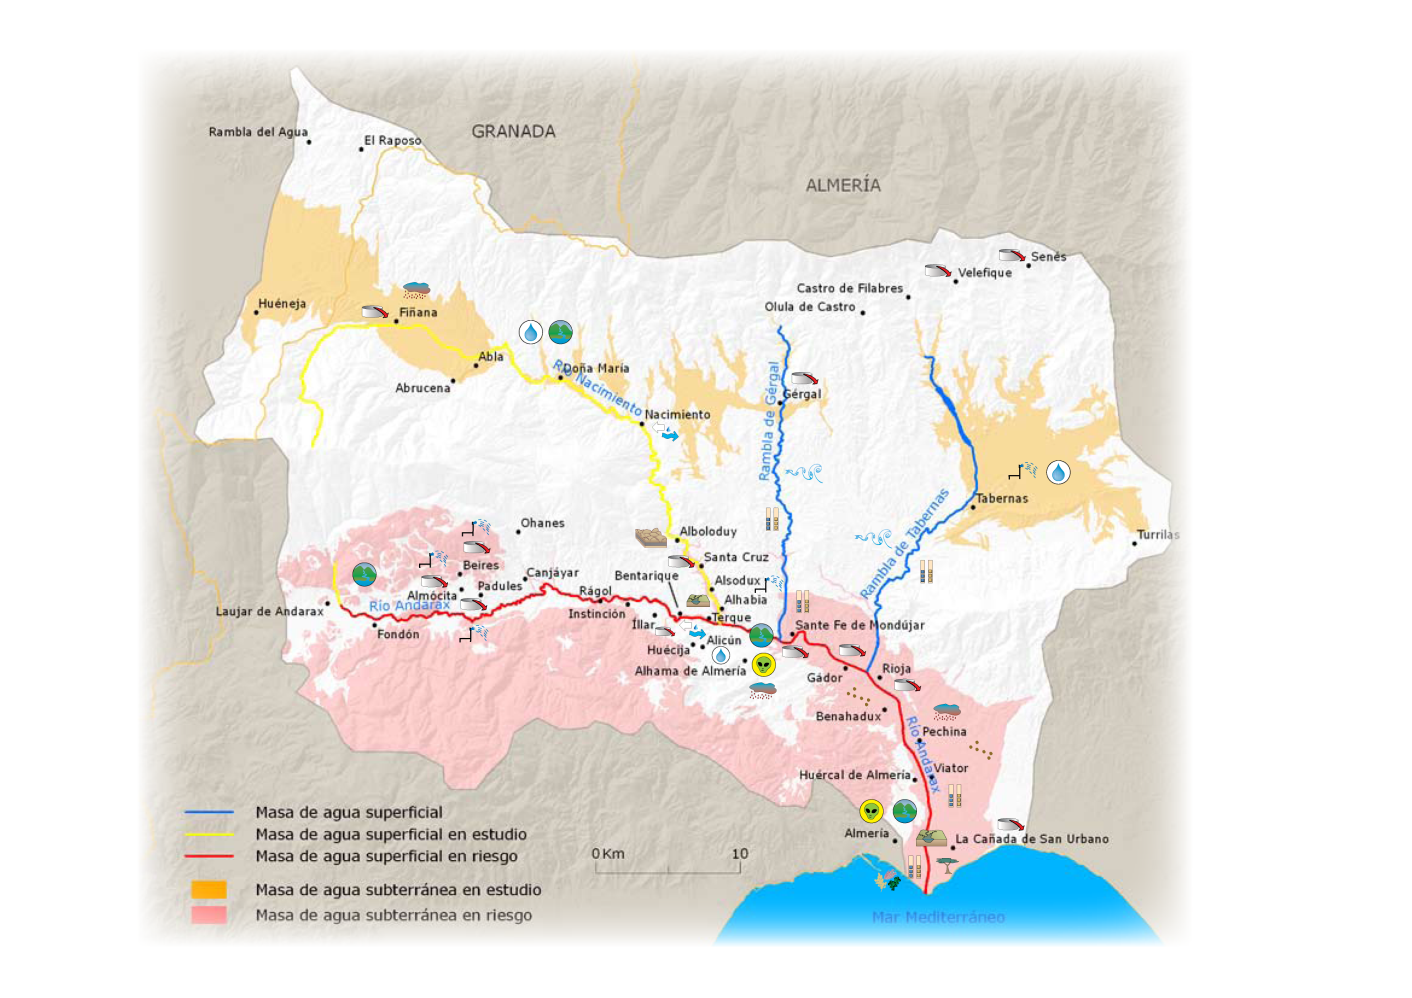 Rambla del Agua
El Raposo
GRANADA
ALMERÍA
Senés
Velefique
Castro de Filabres
Olula de Castro
Huéneja
Fiñana
Abla
Abrucena
Doña María
Río Nacimiento
Nacimiento
Rambla de Gérgal
Gérgal
Tabernas
Rambla de Tabernas
Turrilas
Ohanes
Alboloduy
Santa Cruz
Beires
Canjáyar
Bentarique
Alsodux
Almócita
Padules
Rágol
Alhabia
Laujar de Andarax
Río Andarax
Instinción
Íllar
Terque
Fondón
Sante Fe de Mondújar
Alicún
Huécija
Alhama de Almería
Gádor
Rioja
Benahadux
Río Andarax
Pechina
Viator
Huércal de Almería
Almería
La Cañada de San Urbano
Masa de agua superficial
Masa de agua superficial en estudio
Masa de agua superficial en riesgo
0 Km 10
Masa de agua subterránea en estudio
Masa de agua subterránea en riesgo
Mar Mediterráneo